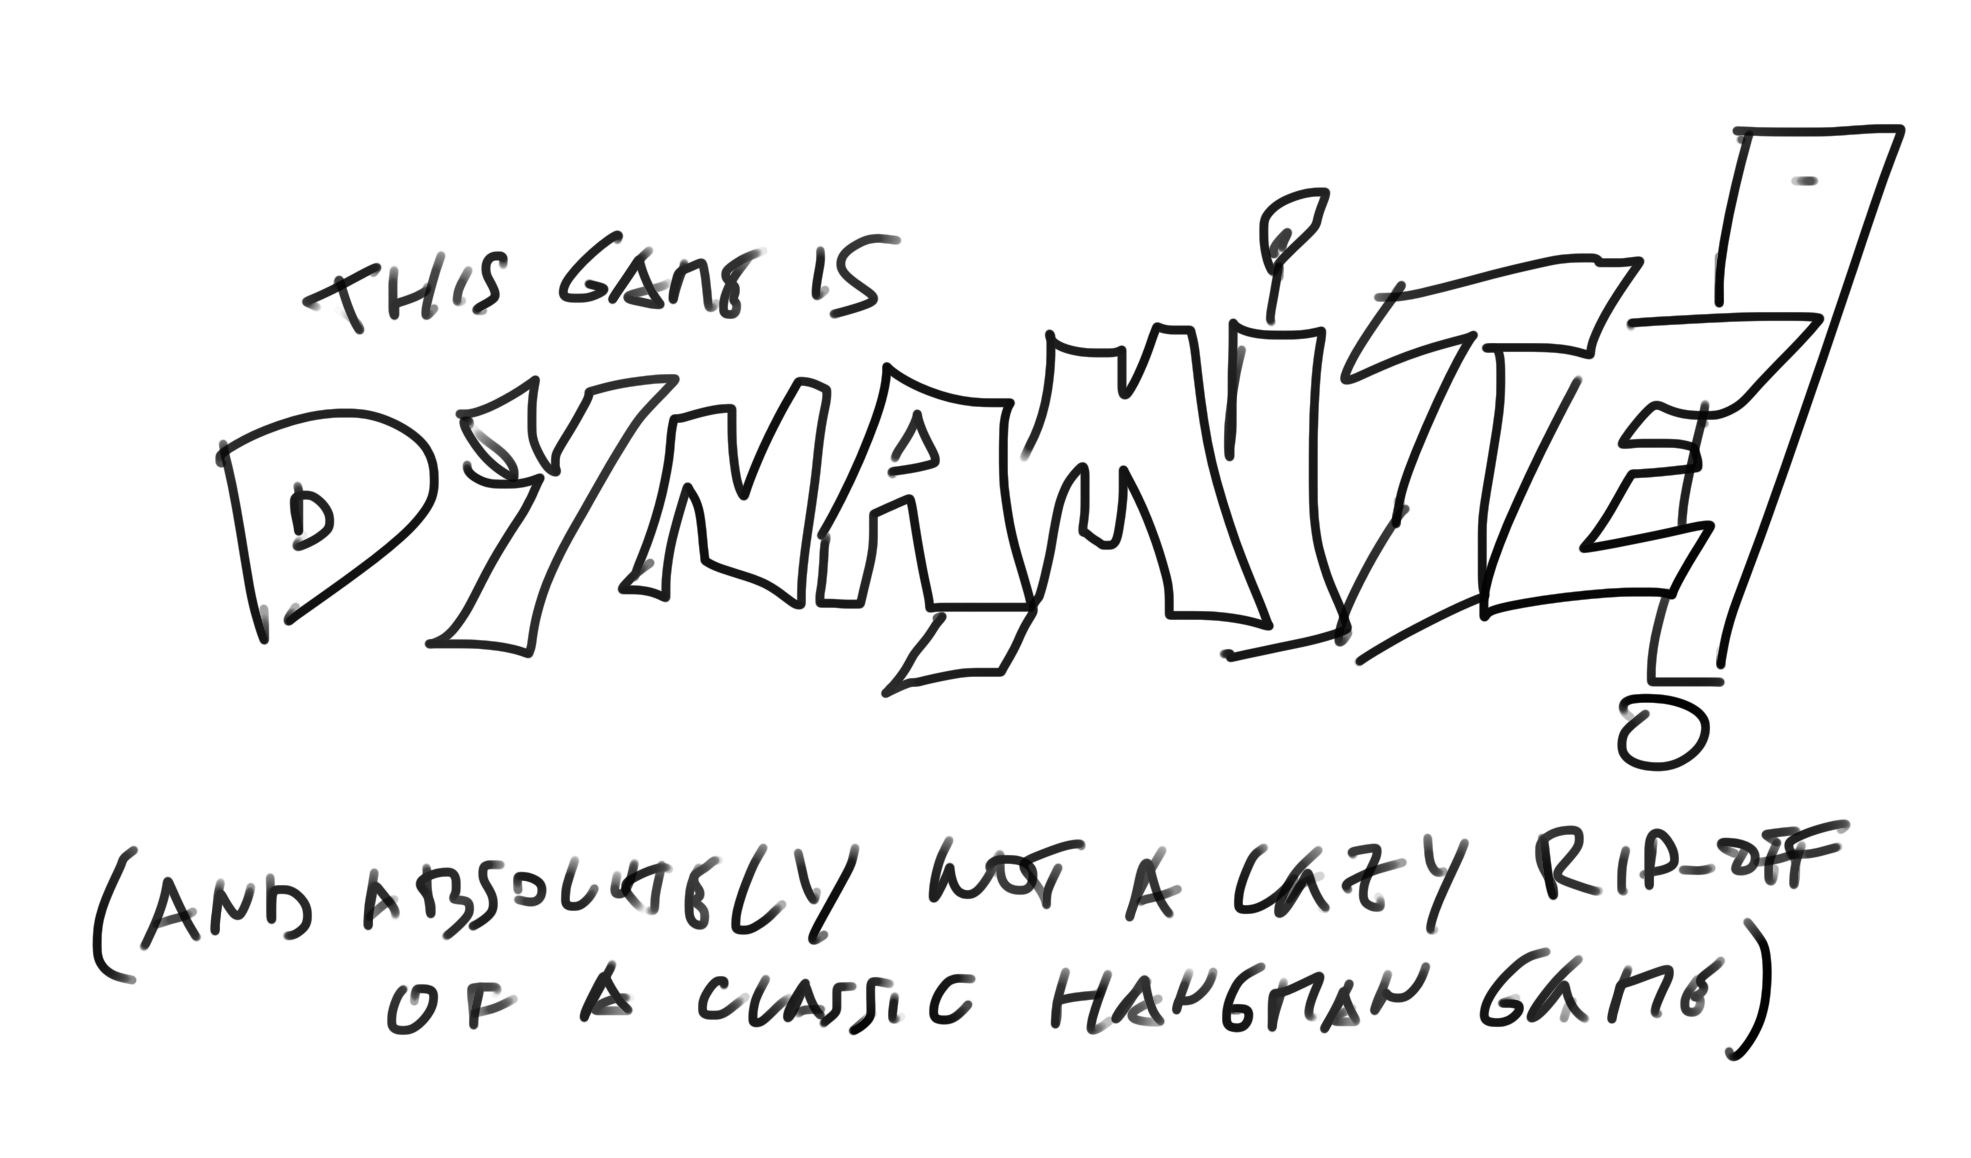 THIS GAME IS
DYNAMITE!
(AND ABSOLUTELY NOT A LAZY RIP-OFF
OF A CLASSIC HANGMAN GAME)